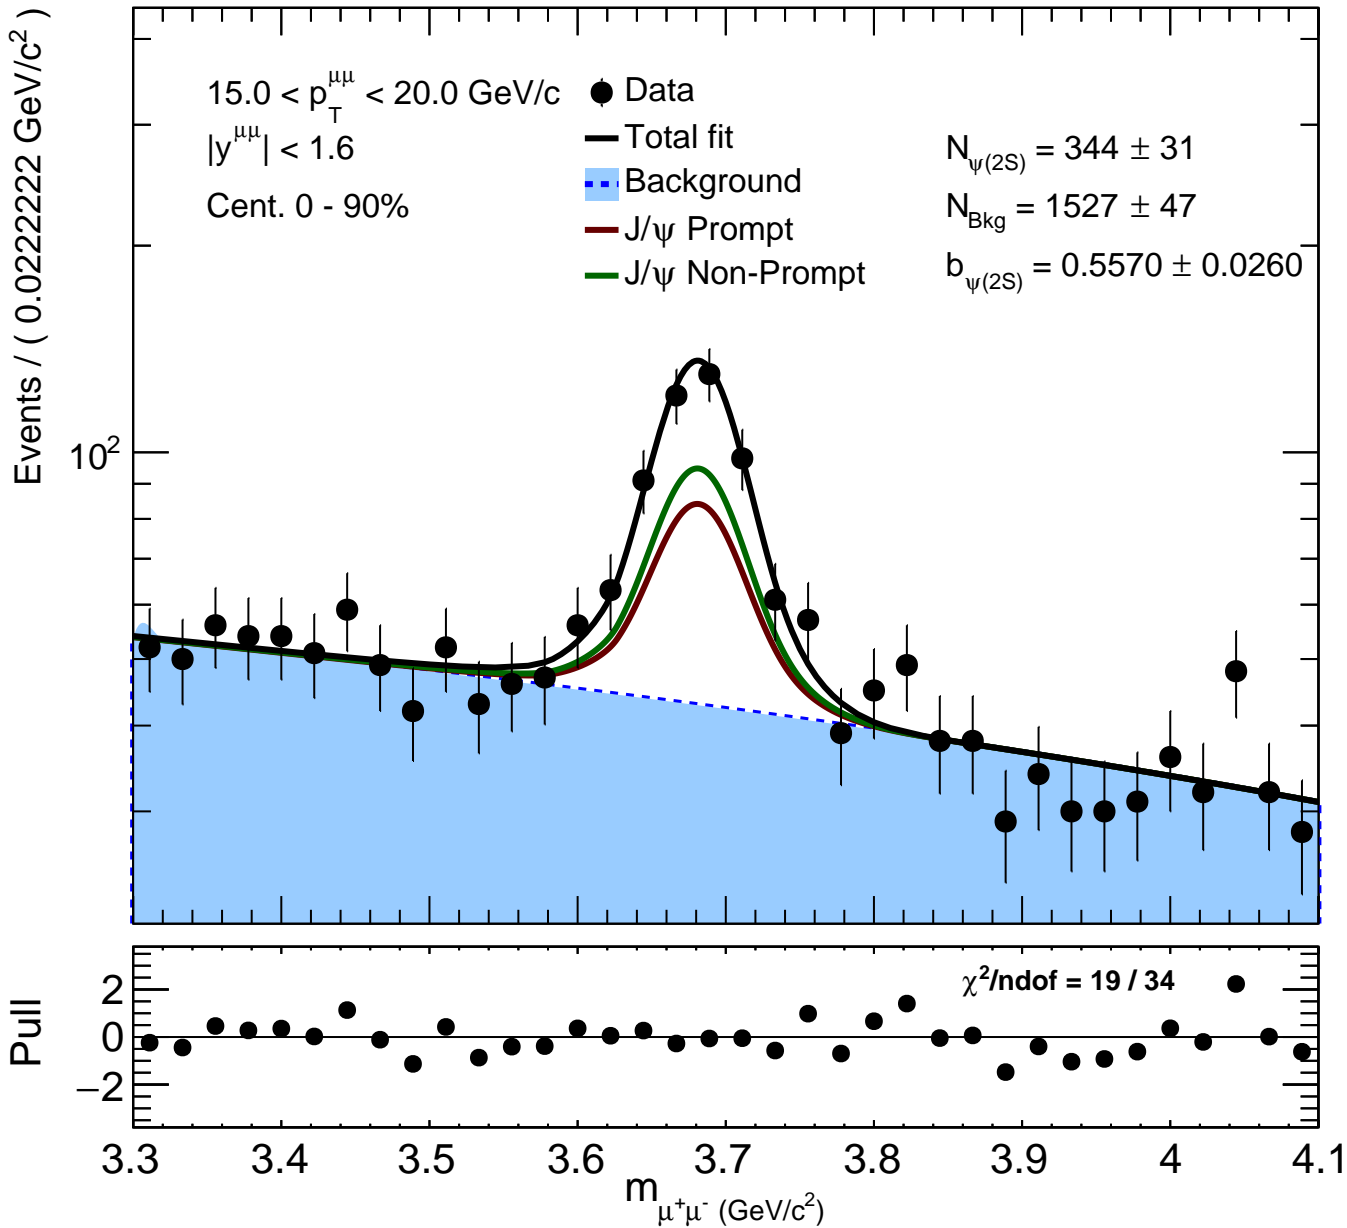 Events / ( 0.0222222 GeV/c²)
15.0 < p_T^μμ < 20.0 GeV/c
|y^μμ| < 1.6
Cent. 0 - 90%
Data
Total fit
Background
J/ψ Prompt
J/ψ Non-Prompt
N_ψ(2S) = 344 ± 31
N_Bkg = 1527 ± 47
b_ψ(2S) = 0.5570 ± 0.0260
10²
Pull
2
0
−2
χ²/ndof = 19 / 34
3.3 3.4 3.5 3.6 3.7 3.8 3.9 4 4.1
m_μ⁺μ⁻ (GeV/c²)